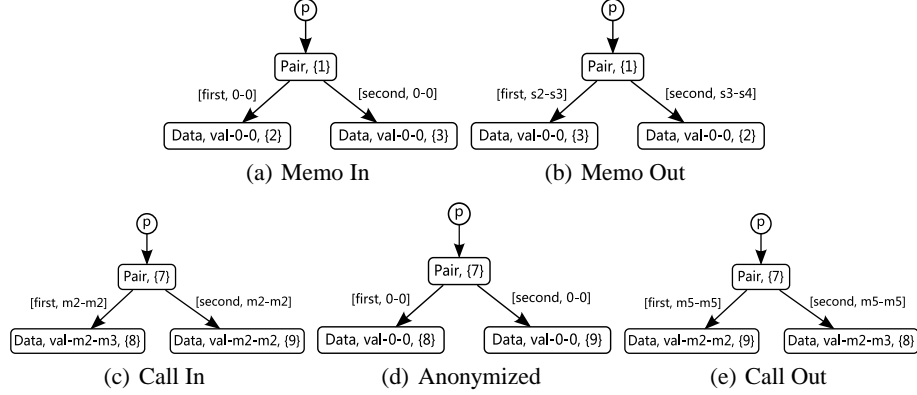 p
p
Pair, {1}
Pair, {1}
[first, 0-0]
[second, 0-0]
[first, s2-s3]
[second, s3-s4]
Data, val-0-0, {2}
Data, val-0-0, {3}
Data, val-0-0, {3}
Data, val-0-0, {2}
(a) Memo In
(b) Memo Out
p
p
p
Pair, {7}
Pair, {7}
Pair, {7}
[first, m2-m2]
[second, m2-m2]
[first, 0-0]
[second, 0-0]
[first, m5-m5]
[second, m5-m5]
Data, val-m2-m3, {8}
Data, val-m2-m2, {9}
Data, val-0-0, {8}
Data, val-0-0, {9}
Data, val-m2-m2, {9}
Data, val-m2-m3, {8}
(c) Call In
(d) Anonymized
(e) Call Out